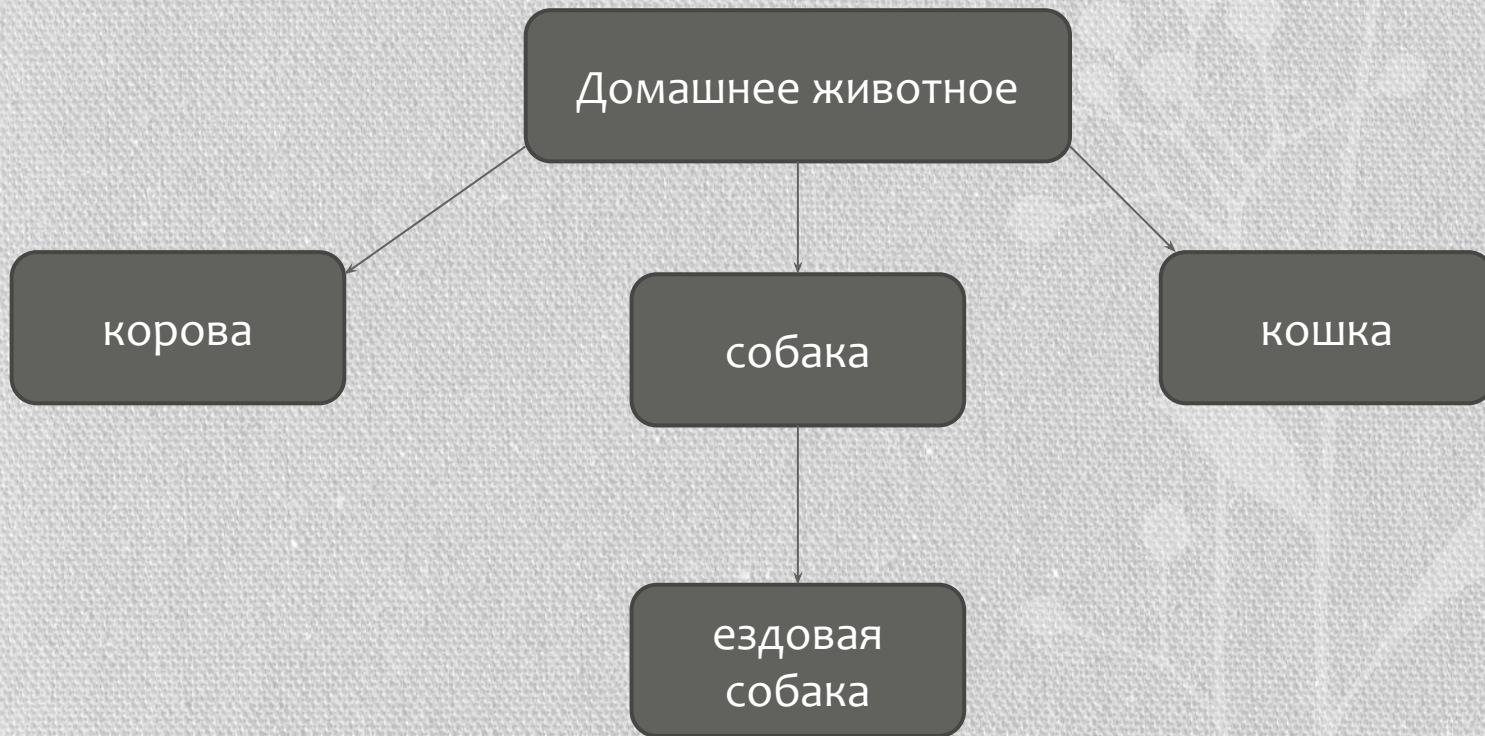 Домашнее животное
корова
собака
кошка
ездовая
собака